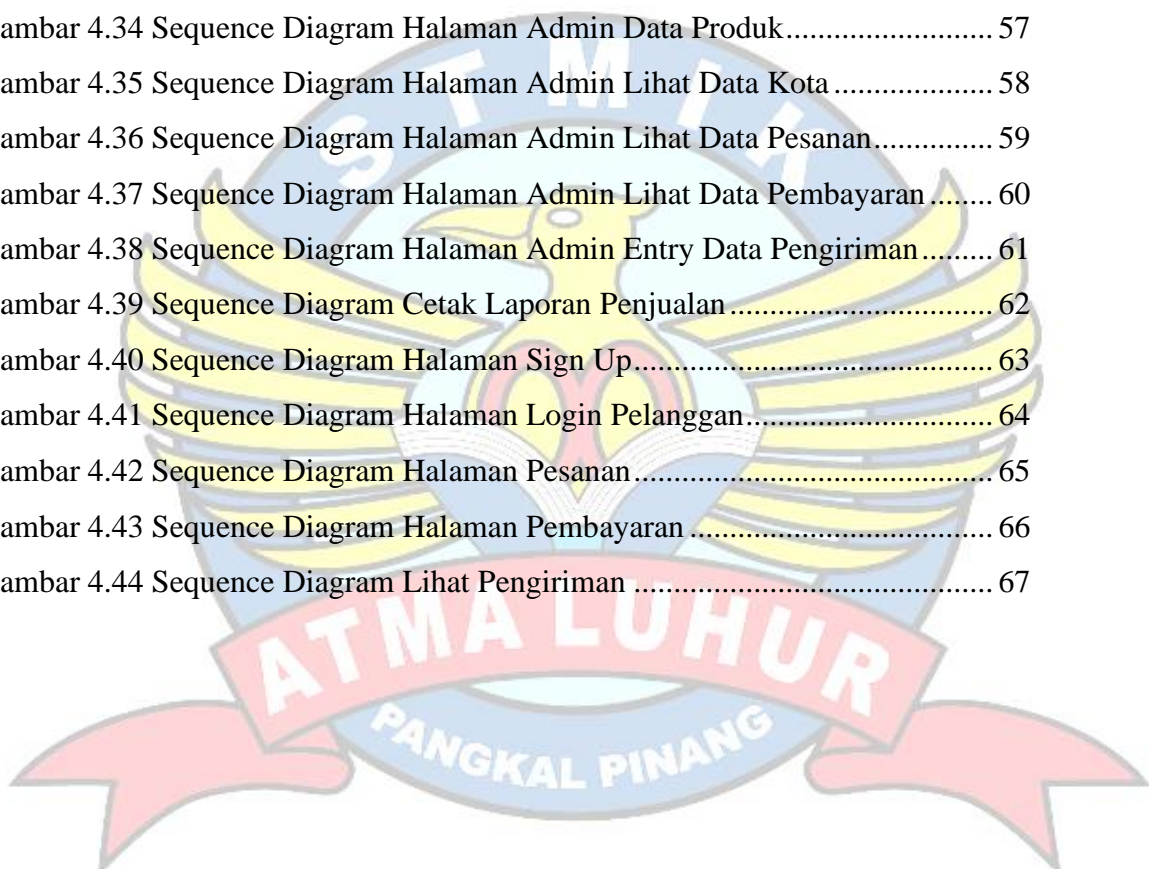 ambar 4.34 Sequence Diagram Halaman Admin Data Produk.......................... 57
ambar 4.35 Sequence Diagram Halaman Admin Lihat Data Kota .................... 58
ambar 4.36 Sequence Diagram Halaman Admin Lihat Data Pesanan............... 59
ambar 4.37 Sequence Diagram Halaman Admin Lihat Data Pembayaran ........ 60
ambar 4.38 Sequence Diagram Halaman Admin Entry Data Pengiriman......... 61
ambar 4.39 Sequence Diagram Cetak Laporan Penjualan ................................. 62
ambar 4.40 Sequence Diagram Halaman Sign Up............................................. 63
ambar 4.41 Sequence Diagram Halaman Login Pelanggan............................... 64
ambar 4.42 Sequence Diagram Halaman Pesanan............................................. 65
ambar 4.43 Sequence Diagram Halaman Pembayaran ...................................... 66
ambar 4.44 Sequence Diagram Lihat Pengiriman ............................................. 67
STMIK
ATMA LUHUR
PANGKAL PINANG